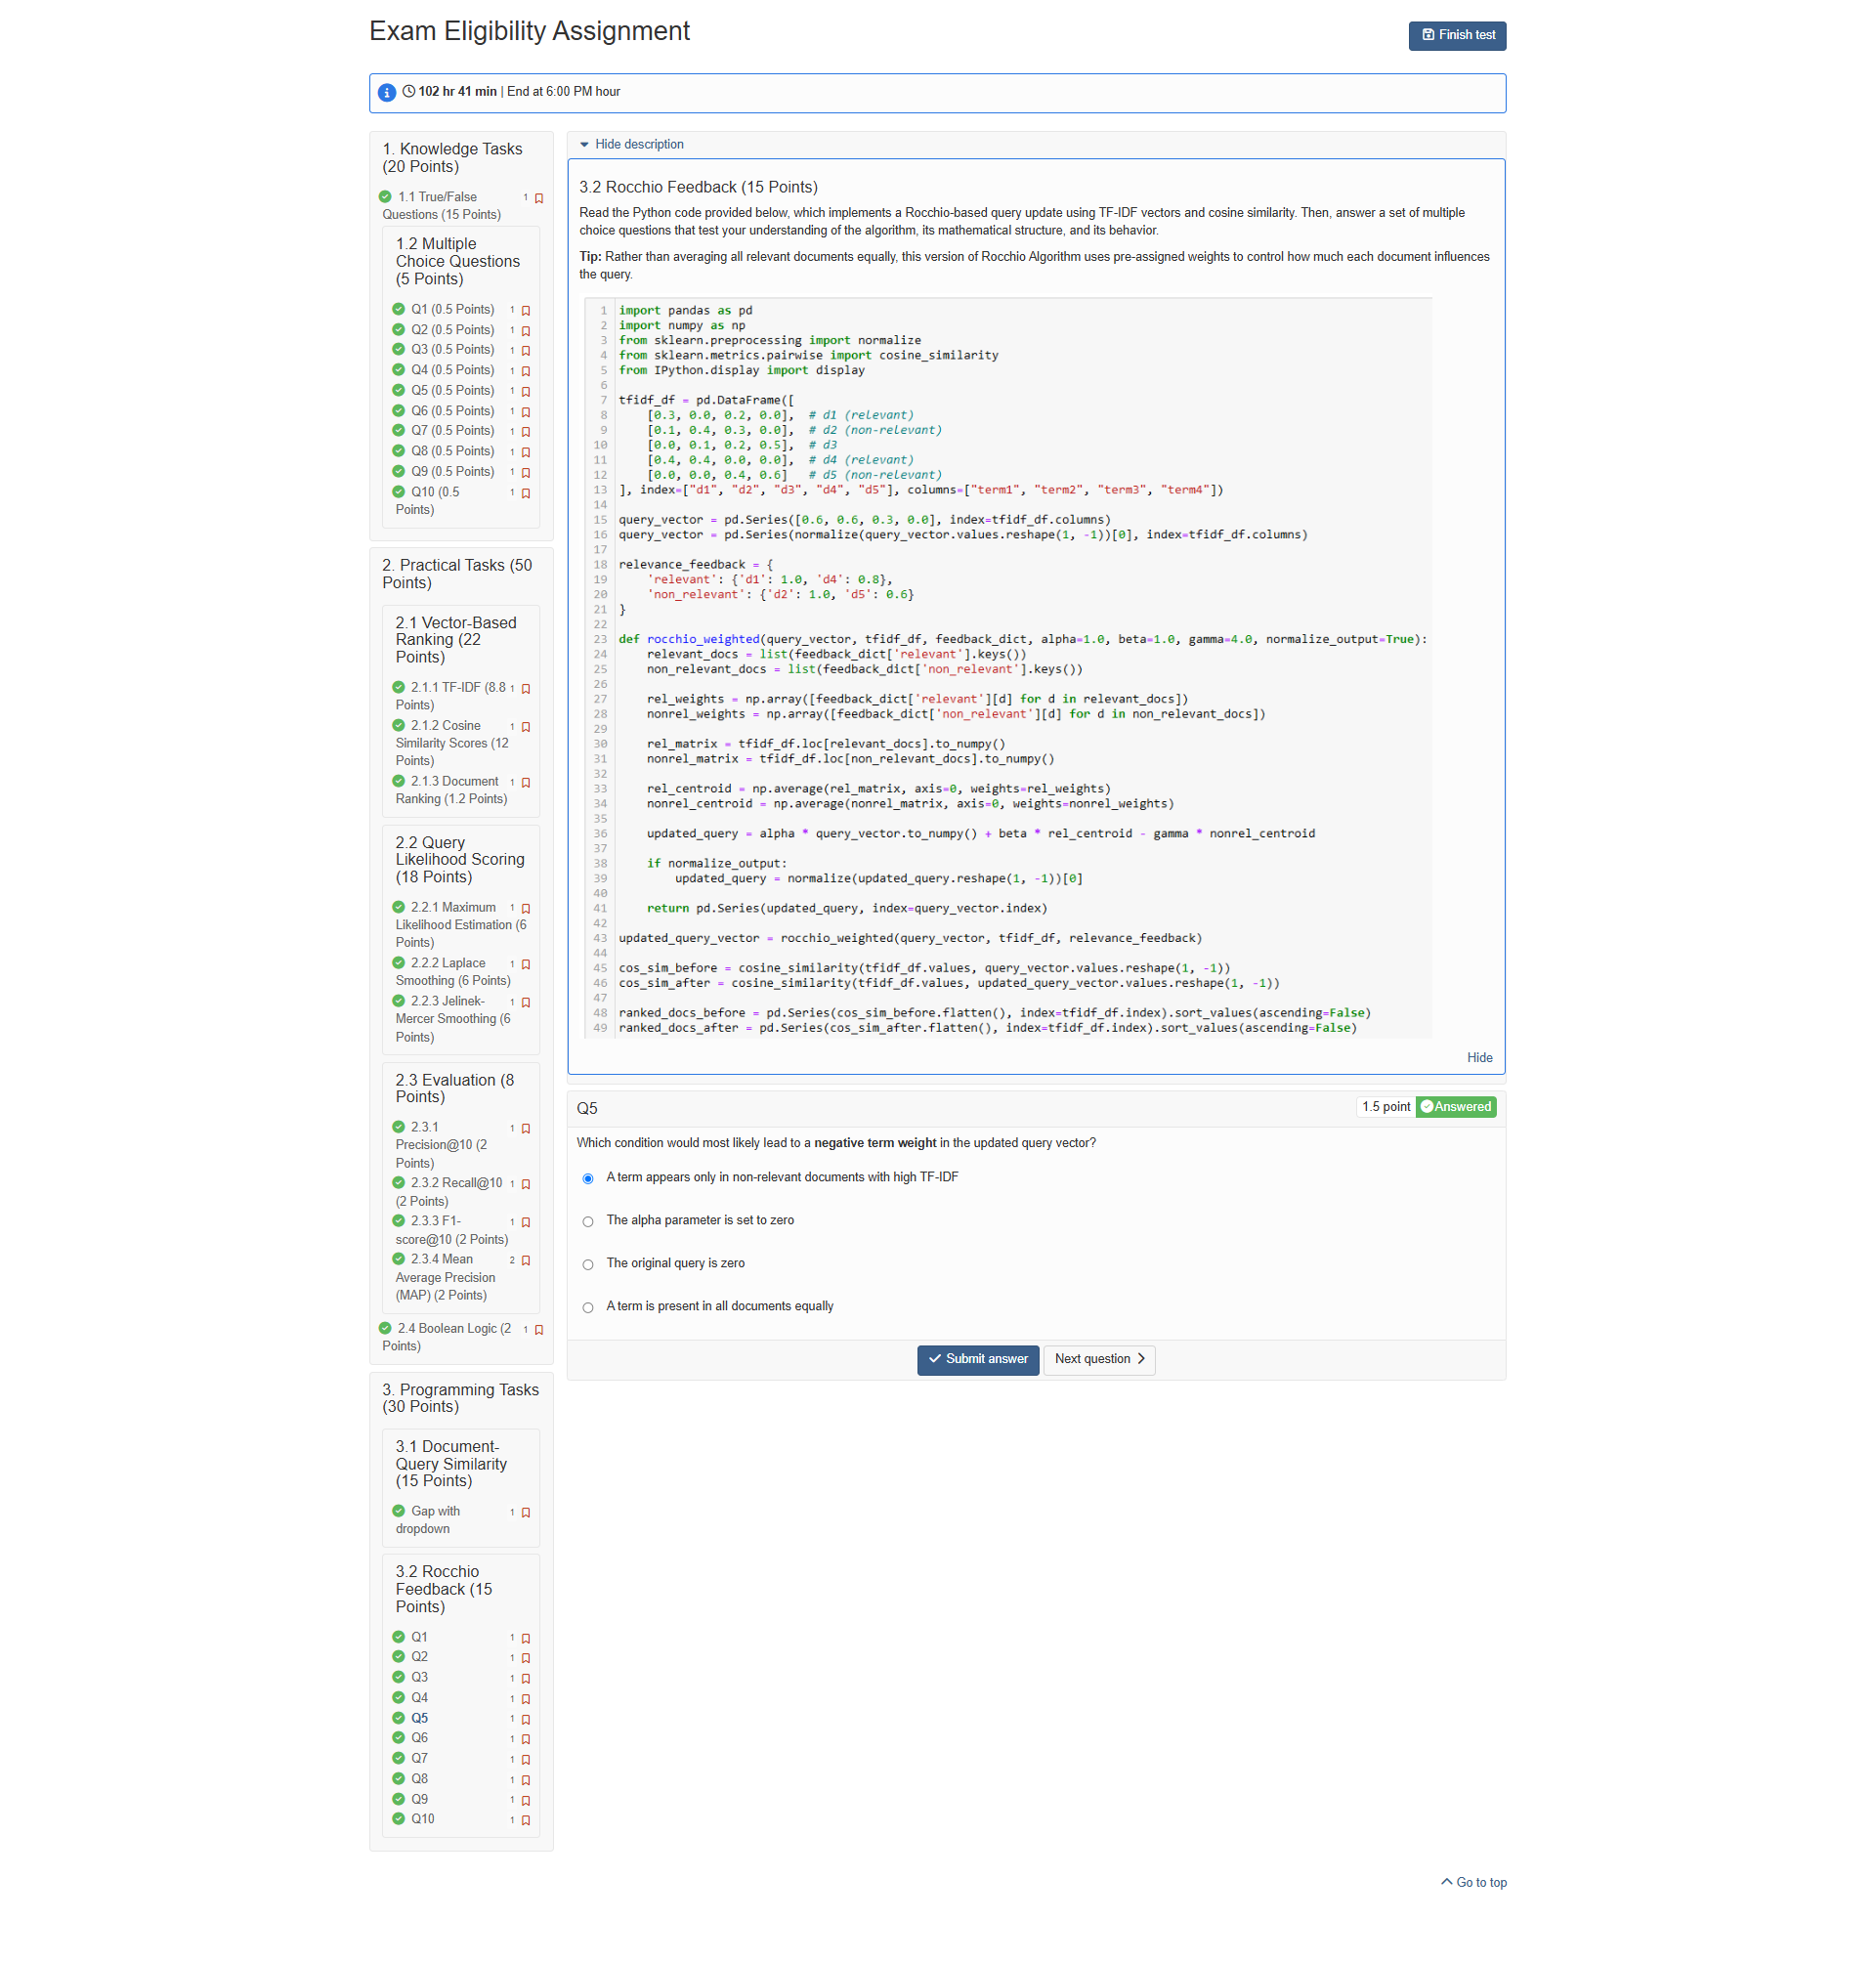 Exam Eligibility Assignment
Finish test
102 hr 41 min | End at 6:00 PM hour
1. Knowledge Tasks
(20 Points)
1.1 True/False 1
Questions (15 Points)
1.2 Multiple
Choice Questions
(5 Points)
Q1 (0.5 Points) 1
Q2 (0.5 Points) 1
Q3 (0.5 Points) 1
Q4 (0.5 Points) 1
Q5 (0.5 Points) 1
Q6 (0.5 Points) 1
Q7 (0.5 Points) 1
Q8 (0.5 Points) 1
Q9 (0.5 Points) 1
Q10 (0.5 1
Points)
2. Practical Tasks (50
Points)
2.1 Vector-Based
Ranking (22
Points)
2.1.1 TF-IDF (8.8 1
Points)
2.1.2 Cosine 1
Similarity Scores (12
Points)
2.1.3 Document 1
Ranking (1.2 Points)
2.2 Query
Likelihood Scoring
(18 Points)
2.2.1 Maximum 1
Likelihood Estimation (6
Points)
2.2.2 Laplace 1
Smoothing (6 Points)
2.2.3 Jelinek- 1
Mercer Smoothing (6
Points)
2.3 Evaluation (8
Points)
2.3.1 1
Precision@10 (2
Points)
2.3.2 Recall@10 1
(2 Points)
2.3.3 F1- 1
score@10 (2 Points)
2.3.4 Mean 2
Average Precision
(MAP) (2 Points)
2.4 Boolean Logic (2 1
Points)
3. Programming Tasks
(30 Points)
3.1 Document-
Query Similarity
(15 Points)
Gap with 1
dropdown
3.2 Rocchio
Feedback (15
Points)
Q1 1
Q2 1
Q3 1
Q4 1
Q5 1
Q6 1
Q7 1
Q8 1
Q9 1
Q10 1
Hide description
3.2 Rocchio Feedback (15 Points)
Read the Python code provided below, which implements a Rocchio-based query update using TF-IDF vectors and cosine similarity. Then, answer a set of multiple
choice questions that test your understanding of the algorithm, its mathematical structure, and its behavior.
Tip: Rather than averaging all relevant documents equally, this version of Rocchio Algorithm uses pre-assigned weights to control how much each document influences
the query.
1 import pandas as pd
2 import numpy as np
3 from sklearn.preprocessing import normalize
4 from sklearn.metrics.pairwise import cosine_similarity
5 from IPython.display import display
6
7 tfidf_df = pd.DataFrame([
8 [0.3, 0.0, 0.2, 0.0], # d1 (relevant)
9 [0.1, 0.4, 0.3, 0.0], # d2 (non-relevant)
10 [0.0, 0.1, 0.2, 0.5], # d3
11 [0.4, 0.4, 0.0, 0.0], # d4 (relevant)
12 [0.0, 0.0, 0.4, 0.6] # d5 (non-relevant)
13 ], index=["d1", "d2", "d3", "d4", "d5"], columns=["term1", "term2", "term3", "term4"])
14
15 query_vector = pd.Series([0.6, 0.6, 0.3, 0.0], index=tfidf_df.columns)
16 query_vector = pd.Series(normalize(query_vector.values.reshape(1, -1))[0], index=tfidf_df.columns)
17
18 relevance_feedback = {
19 'relevant': {'d1': 1.0, 'd4': 0.8},
20 'non_relevant': {'d2': 1.0, 'd5': 0.6}
21 }
22
23 def rocchio_weighted(query_vector, tfidf_df, feedback_dict, alpha=1.0, beta=1.0, gamma=4.0, normalize_output=True):
24 relevant_docs = list(feedback_dict['relevant'].keys())
25 non_relevant_docs = list(feedback_dict['non_relevant'].keys())
26
27 rel_weights = np.array([feedback_dict['relevant'][d] for d in relevant_docs])
28 nonrel_weights = np.array([feedback_dict['non_relevant'][d] for d in non_relevant_docs])
29
30 rel_matrix = tfidf_df.loc[relevant_docs].to_numpy()
31 nonrel_matrix = tfidf_df.loc[non_relevant_docs].to_numpy()
32
33 rel_centroid = np.average(rel_matrix, axis=0, weights=rel_weights)
34 nonrel_centroid = np.average(nonrel_matrix, axis=0, weights=nonrel_weights)
35
36 updated_query = alpha * query_vector.to_numpy() + beta * rel_centroid - gamma * nonrel_centroid
37
38 if normalize_output:
39 updated_query = normalize(updated_query.reshape(1, -1))[0]
40
41 return pd.Series(updated_query, index=query_vector.index)
42
43 updated_query_vector = rocchio_weighted(query_vector, tfidf_df, relevance_feedback)
44
45 cos_sim_before = cosine_similarity(tfidf_df.values, query_vector.values.reshape(1, -1))
46 cos_sim_after = cosine_similarity(tfidf_df.values, updated_query_vector.values.reshape(1, -1))
47
48 ranked_docs_before = pd.Series(cos_sim_before.flatten(), index=tfidf_df.index).sort_values(ascending=False)
49 ranked_docs_after = pd.Series(cos_sim_after.flatten(), index=tfidf_df.index).sort_values(ascending=False)
Hide
Q5
1.5 point Answered
Which condition would most likely lead to a negative term weight in the updated query vector?
A term appears only in non-relevant documents with high TF-IDF
The alpha parameter is set to zero
The original query is zero
A term is present in all documents equally
Submit answer
Next question
Go to top